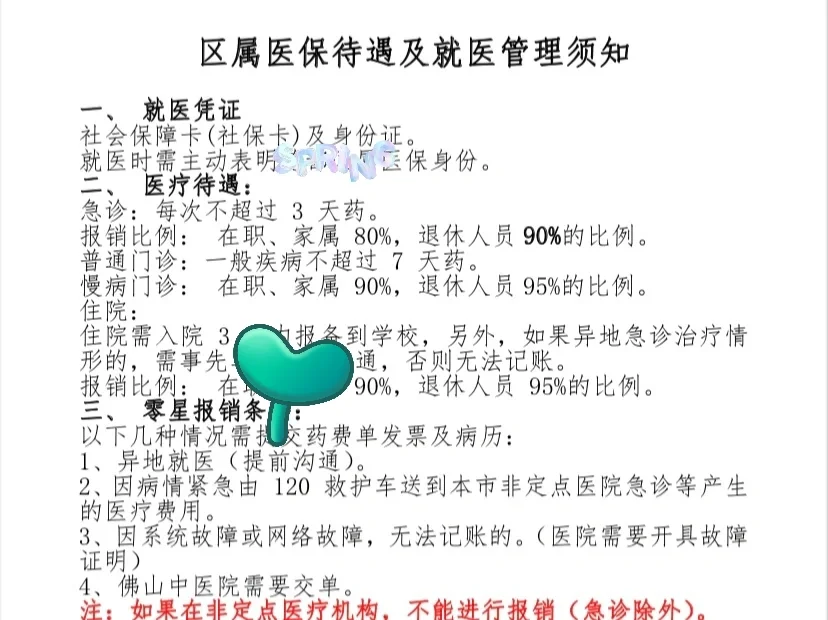 区属医保待遇及就医管理须知
一、 就医凭证
社会保障卡(社保卡)及身份证。
就医时需主动表明 SPRING 医保身份。
二、 医疗待遇:
急诊: 每次不超过 3 天药。
报销比例: 在职、家属 80%, 退休人员 90%的比例。
普通门诊: 一般疾病不超过 7 天药。
慢病门诊: 在职、家属 90%, 退休人员 95%的比例。
住院:
住院需入院 3 内报备到学校, 另外, 如果异地急诊治疗情
形的, 需事先 通, 否则无法记账。
报销比例: 在职 90%, 退休人员 95%的比例。
三、 零星报销条 :
以下几种情况需提交药费单发票及病历:
1、异地就医(提前沟通)。
2、因病情紧急由 120 救护车送到本市非定点医院急诊等产生
的医疗费用。
3、因系统故障或网络故障, 无法记账的。(医院需要开具故障
证明)
4、佛山中医院需要交单。
注: 如果在非定点医疗机构, 不能进行报销(急诊除外)。